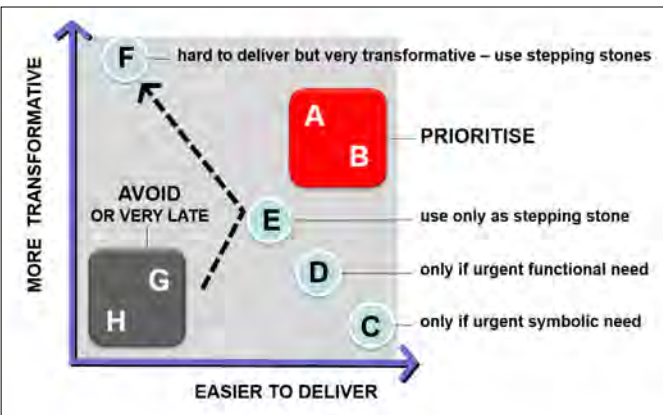 MORE TRANSFORMATIVE
F
hard to deliver but very transformative – use stepping stones
A
B
PRIORITISE
AVOID
OR VERY LATE
E
use only as stepping stone
G
H
D
only if urgent functional need
C
only if urgent symbolic need
EASIER TO DELIVER